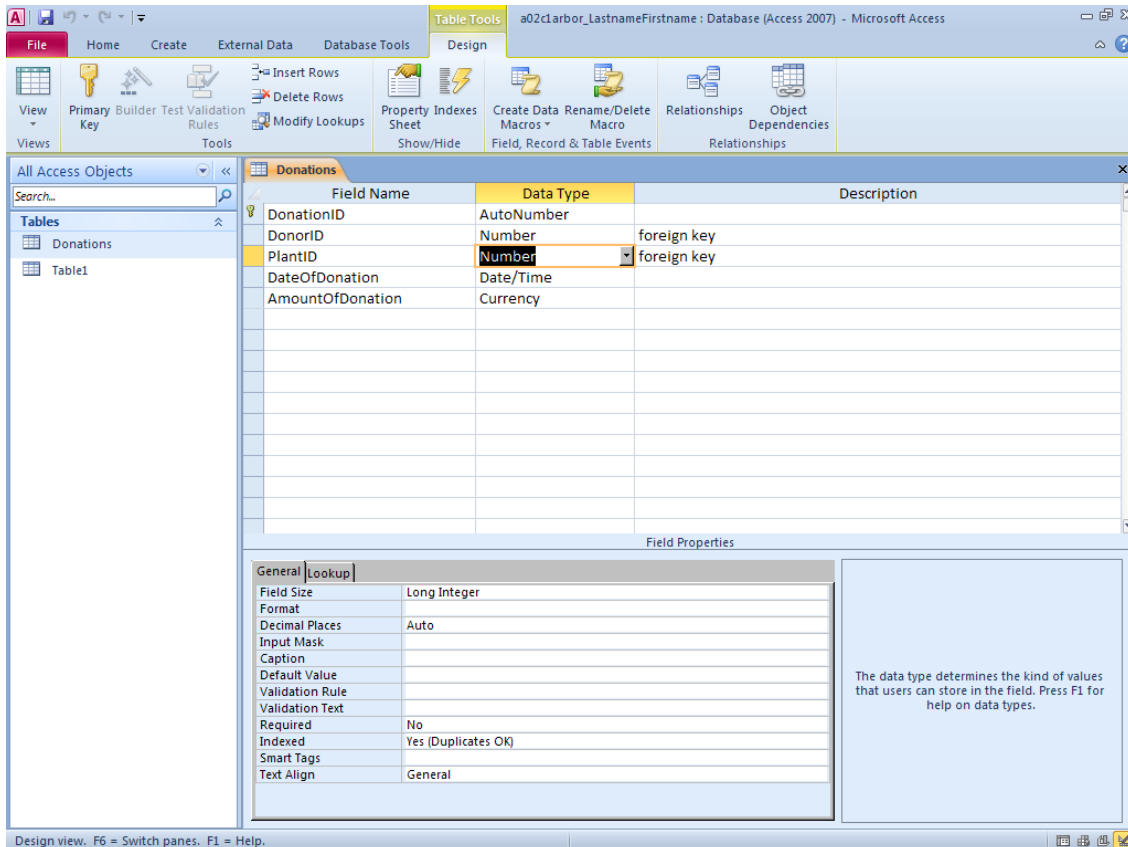 A Table Tools a02c1arbor_LastnameFirstname : Database (Access 2007) - Microsoft Access
File Home Create External Data Database Tools Design
View
Views
Primary Key
Builder
Test Validation Rules
Insert Rows
Delete Rows
Modify Lookups
Tools
Property Sheet
Indexes
Show/Hide
Create Data Macros
Rename/Delete Macro
Field, Record & Table Events
Relationships
Object Dependencies
Relationships
All Access Objects
Search...
Tables
Donations
Table1
Donations
Field Name Data Type Description
DonationID AutoNumber
DonorID Number foreign key
PlantID Number foreign key
DateOfDonation Date/Time
AmountOfDonation Currency
Field Properties
General Lookup
Field Size Long Integer
Format
Decimal Places Auto
Input Mask
Caption
Default Value
Validation Rule
Validation Text
Required No
Indexed Yes (Duplicates OK)
Smart Tags
Text Align General
The data type determines the kind of values
that users can store in the field. Press F1 for
help on data types.
Design view. F6 = Switch panes. F1 = Help.